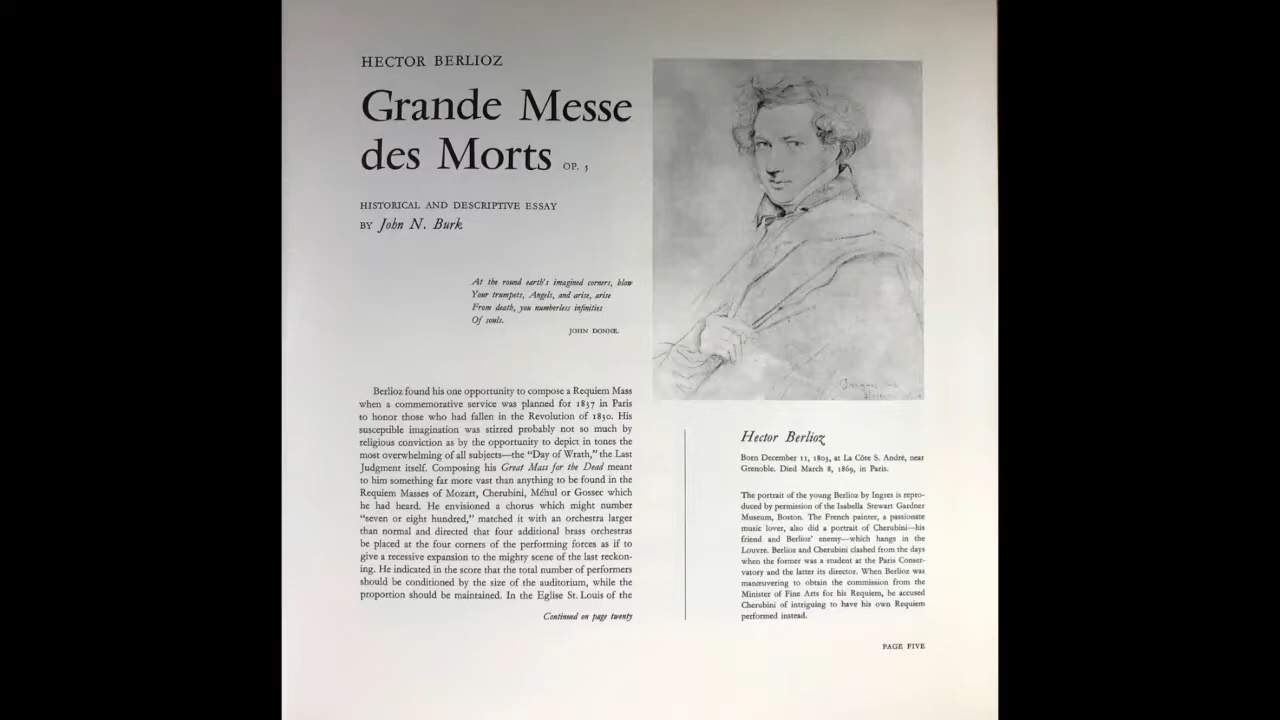 HECTOR BERLIOZ
Grande Messe
des Morts OP. 5
HISTORICAL AND DESCRIPTIVE ESSAY
BY John N. Burk
At the round earth's imagined corners, blow
Your trumpets, Angels, and arise, arise
From death, you numberless infinities
Of souls.
JOHN DONNE.
Berlioz found his one opportunity to compose a Requiem Mass
when a commemorative service was planned for 1837 in Paris
to honor those who had fallen in the Revolution of 1830. His
susceptible imagination was stirred probably not so much by
religious conviction as by the opportunity to depict in tones the
most overwhelming of all subjects—the “Day of Wrath,” the Last
Judgment itself. Composing his Great Mass for the Dead meant
to him something far more vast than anything to be found in the
Requiem Masses of Mozart, Cherubini, Méhul or Gossec which
he had heard. He envisioned a chorus which might number
“seven or eight hundred,” matched it with an orchestra larger
than normal and directed that four additional brass orchestras
be placed at the four corners of the performing forces as if to
give a recessive expansion to the mighty scene of the last reckon-
ing. He indicated in the score that the total number of performers
should be conditioned by the size of the auditorium, while the
proportion should be maintained. In the Eglise St. Louis of the
Continued on page twenty
Hector Berlioz
Born December 11, 1803, at La Côte S. André, near
Grenoble. Died March 8, 1869, in Paris.
The portrait of the young Berlioz by Ingres is repro-
duced by permission of the Isabella Stewart Gardner
Museum, Boston. The French painter, a passionate
music lover, also did a portrait of Cherubini—his
friend and Berlioz' enemy—which hangs in the
Louvre. Berlioz and Cherubini clashed from the days
when the former was a student at the Paris Conser-
vatory and the latter its director. When Berlioz was
manœuvering to obtain the commission from the
Minister of Fine Arts for his Requiem, he accused
Cherubini of intriguing to have his own Requiem
performed instead.
PAGE FIVE